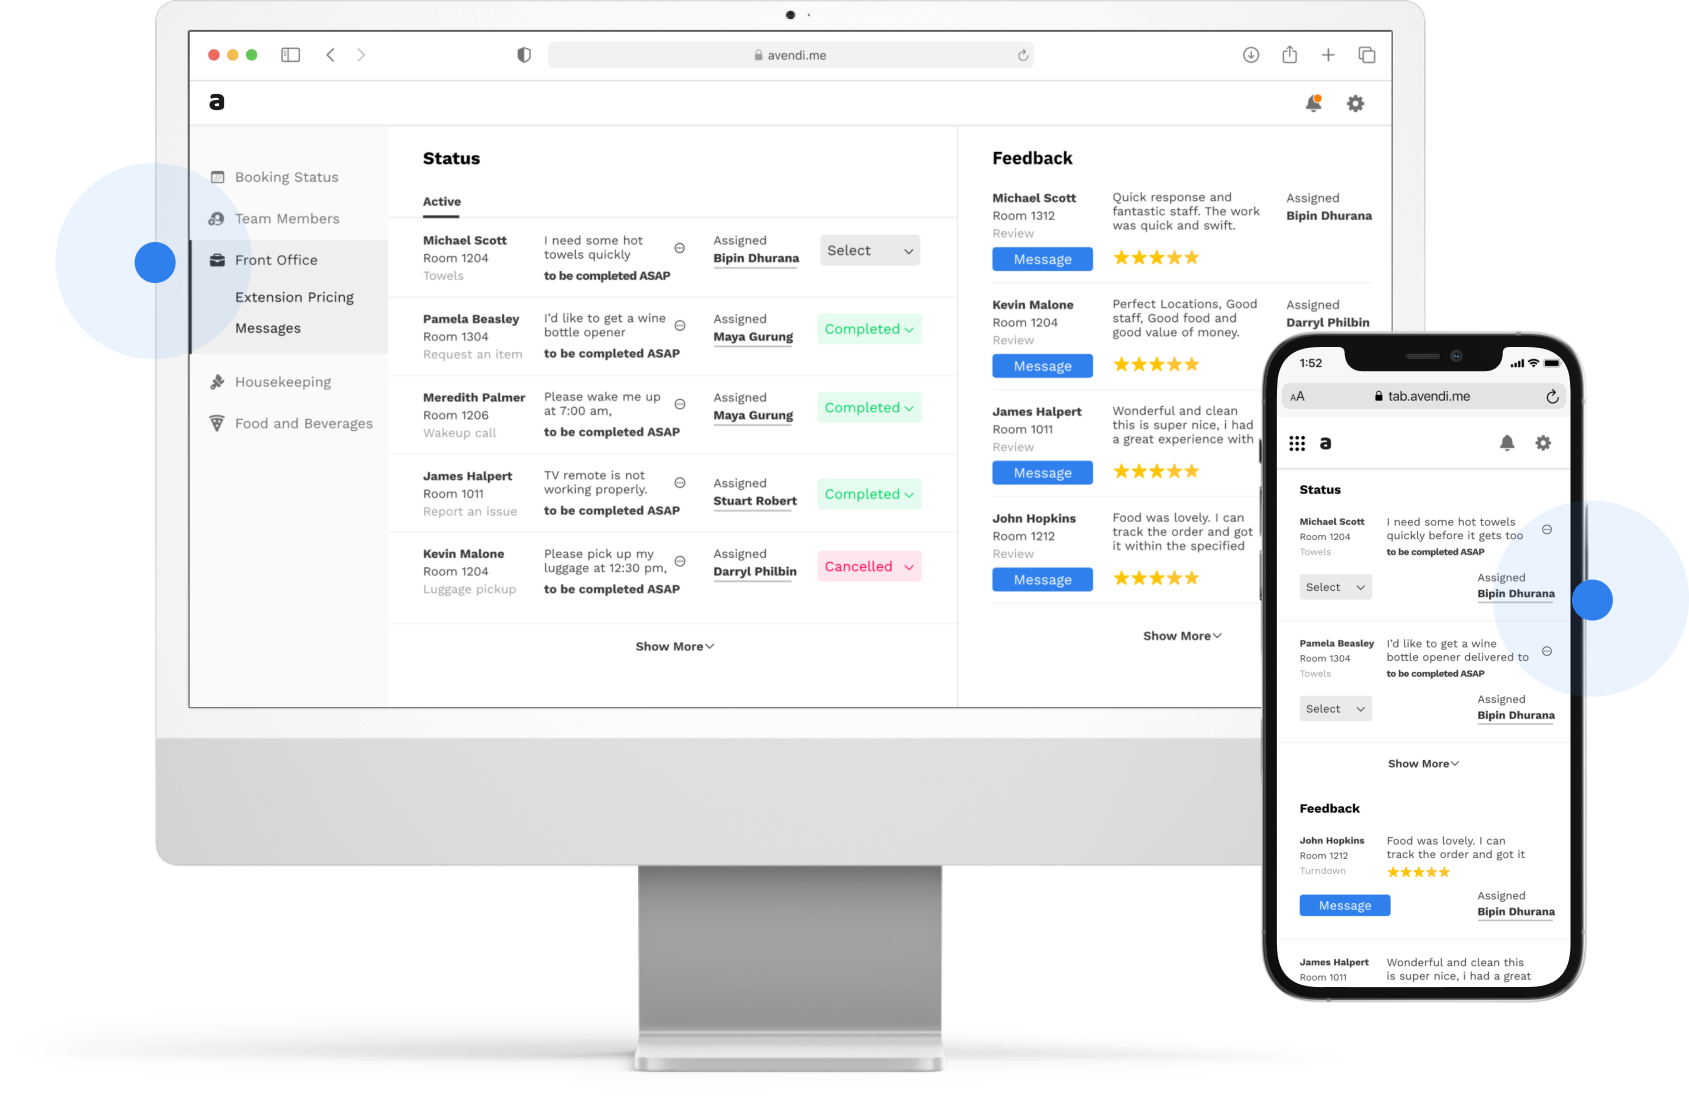 avendi.me
a
Booking Status
Team Members
Front Office
Extension Pricing
Messages
Housekeeping
Food and Beverages
Status
Active
Michael Scott
Room 1204
Towels
I need some hot
towels quickly
to be completed ASAP
Assigned
Bipin Dhurana
Select
Pamela Beasley
Room 1304
Request an item
I'd like to get a wine
bottle opener
to be completed ASAP
Assigned
Maya Gurung
Completed
Meredith Palmer
Room 1206
Wakeup call
Please wake me up
at 7:00 am,
to be completed ASAP
Assigned
Maya Gurung
Completed
James Halpert
Room 1011
Report an issue
TV remote is not
working properly.
to be completed ASAP
Assigned
Stuart Robert
Completed
Kevin Malone
Room 1204
Luggage pickup
Please pick up my
luggage at 12:30 pm,
to be completed ASAP
Assigned
Darryl Philbin
Cancelled
Show More
Feedback
Michael Scott
Room 1312
Review
Message
Quick response and
fantastic staff. The work
was quick and swift.
Assigned
Bipin Dhurana
Kevin Malone
Room 1204
Review
Message
Perfect Locations, Good
staff, Good food and
good value of money.
Assigned
Darryl Philbin
James Halpert
Room 1011
Review
Message
Wonderful and clean
this is super nice, i had
a great experience with
John Hopkins
Room 1212
Review
Message
Food was lovely. I can
track the order and got
it within the specified
Show More
1:52
AA
tab.avendi.me
a
Status
Michael Scott
Room 1204
Towels
I need some hot towels
quickly before it gets too
to be completed ASAP
Select
Assigned
Bipin Dhurana
Pamela Beasley
Room 1304
Towels
I'd like to get a wine
bottle opener delivered to
to be completed ASAP
Select
Assigned
Bipin Dhurana
Show More
Feedback
John Hopkins
Room 1212
Turndown
Food was lovely. I can
track the order and got it
Message
Assigned
Bipin Dhurana
James Halpert
Room 1011
Wonderful and clean this
is super nice, i had a great